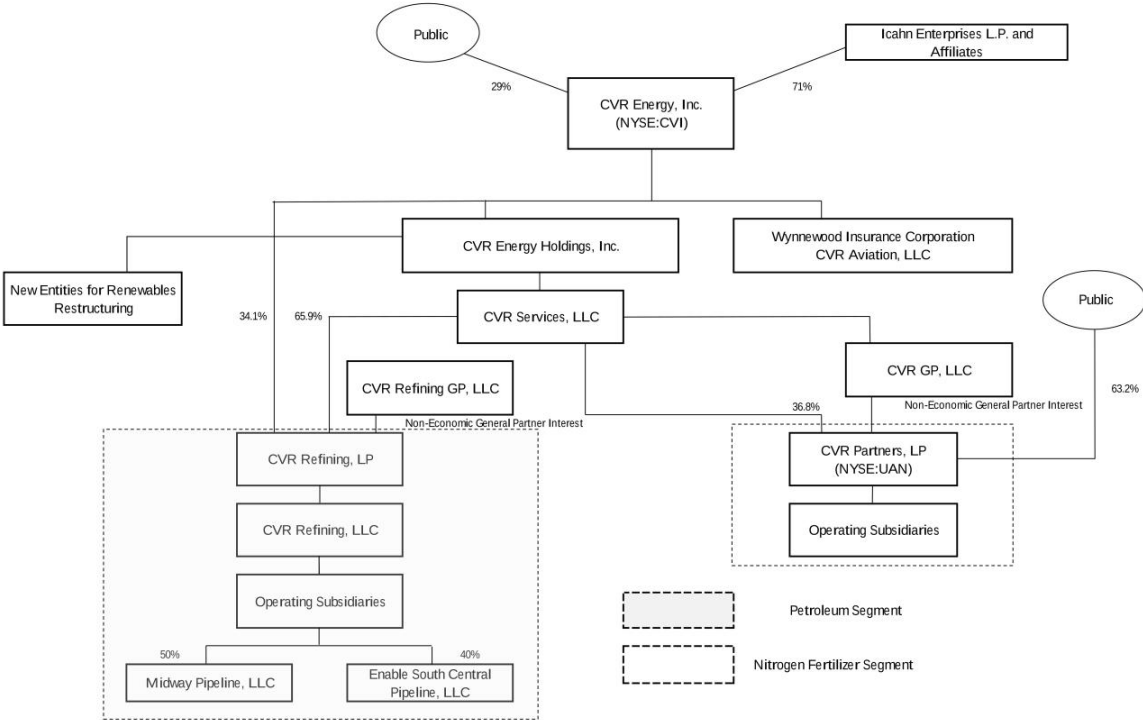 Public
Icahn Enterprises L.P. and
Affiliates
29%
71%
CVR Energy, Inc.
(NYSE:CVI)
CVR Energy Holdings, Inc.
Wynnewood Insurance Corporation
CVR Aviation, LLC
New Entities for Renewables
Restructuring
Public
34.1%
65.9%
CVR Services, LLC
CVR GP, LLC
CVR Refining GP, LLC
63.2%
36.8%
Non-Economic General Partner Interest
Non-Economic General Partner Interest
CVR Refining, LP
CVR Partners, LP
(NYSE:UAN)
CVR Refining, LLC
Operating Subsidiaries
Operating Subsidiaries
Petroleum Segment
50%
40%
Midway Pipeline, LLC
Enable South Central
Pipeline, LLC
Nitrogen Fertilizer Segment